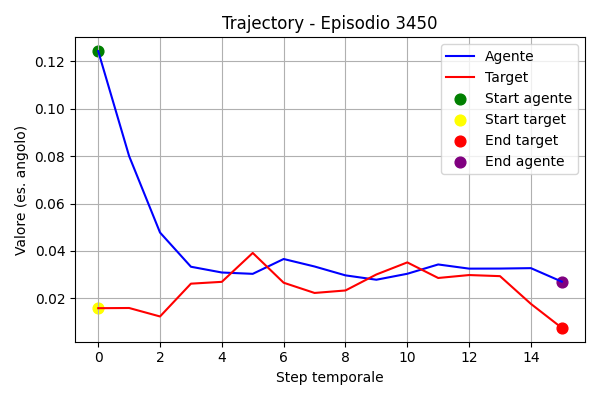 Trajectory - Episodio 3450
Valore (es. angolo)
0.12
0.10
0.08
0.06
0.04
0.02
Agente
Target
Start agente
Start target
End target
End agente
0 2 4 6 8 10 12 14
Step temporale